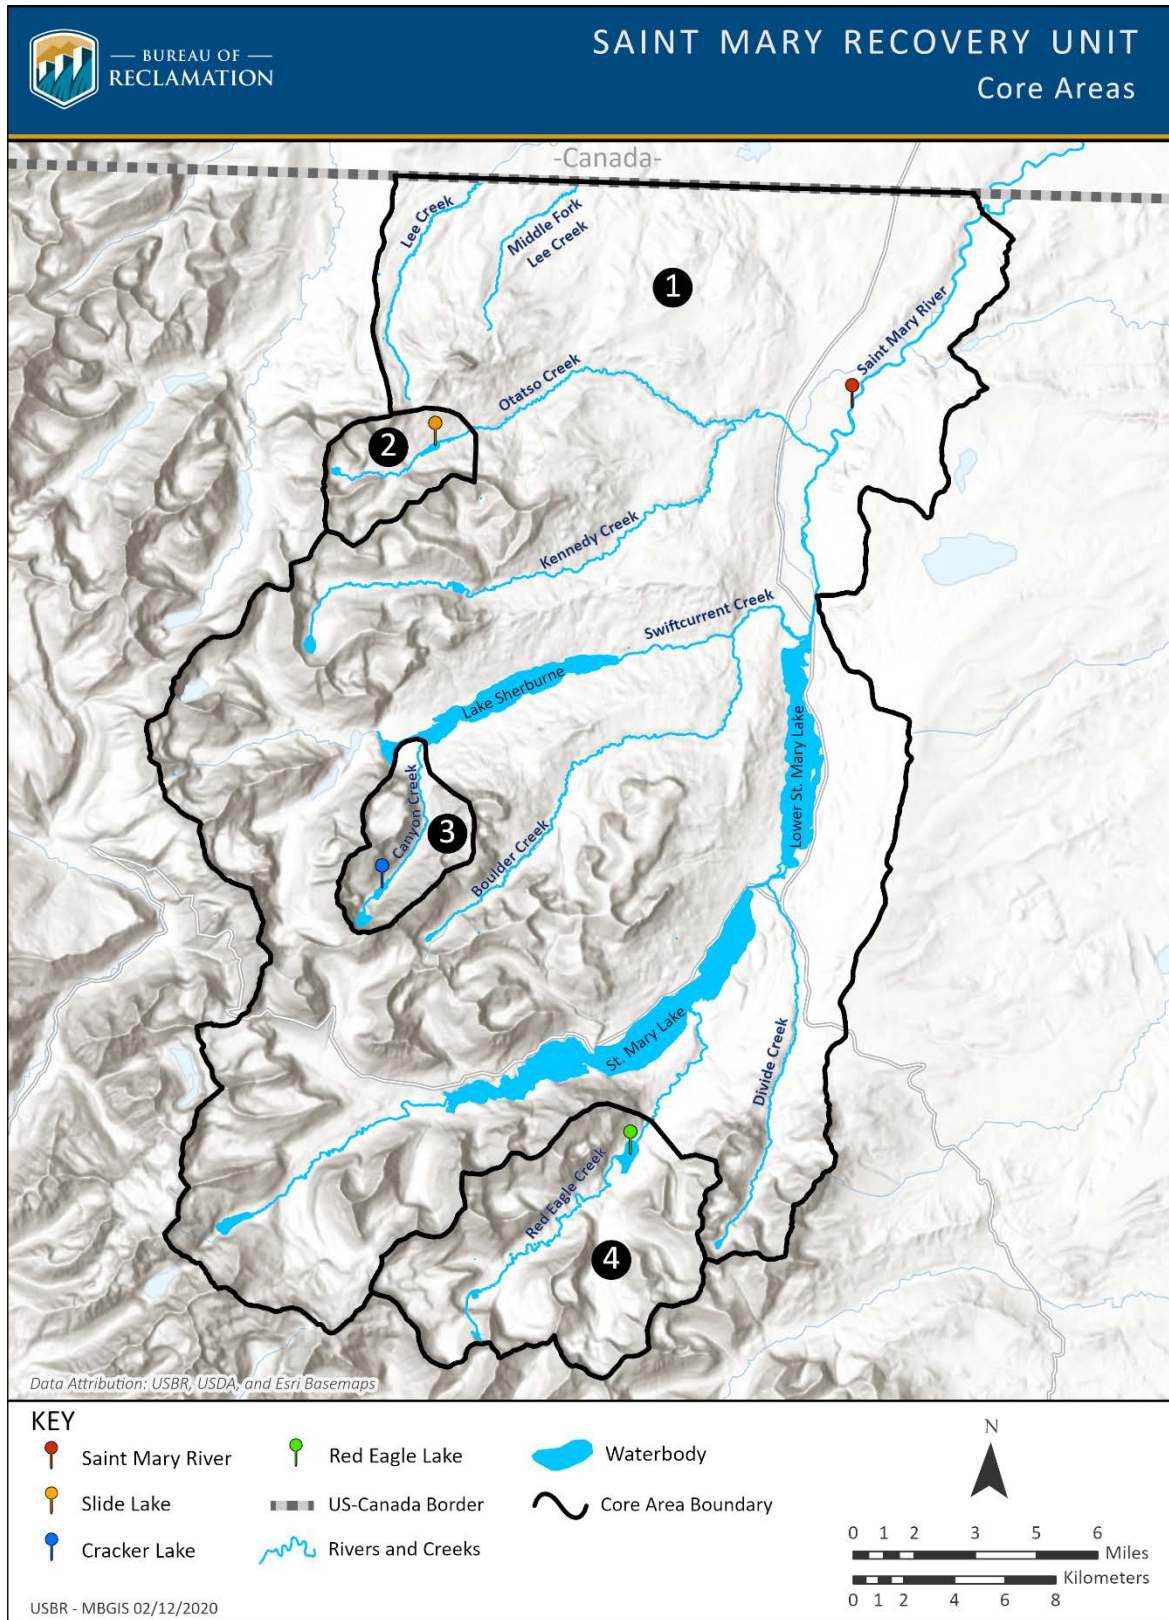 BUREAU OF
RECLAMATION
SAINT MARY RECOVERY UNIT
Core Areas
-Canada-
Lee Creek
Middle Fork
Lee Creek
1
Saint Mary River
Otatso Creek
2
Kennedy Creek
Swiftcurrent Creek
Lake Sherburne
Lower St. Mary Lake
Canyon Creek
3
Boulder Creek
St. Mary Lake
Divide Creek
Red Eagle Creek
4
Data Attribution: USBR, USDA, and Esri Basemaps
KEY
Saint Mary River
Red Eagle Lake
Waterbody
Slide Lake
US-Canada Border
Core Area Boundary
Cracker Lake
Rivers and Creeks
N
0 1 2 3 5 6
Miles
Kilometers
0 1 2 4 6 8
USBR - MBGIS 02/12/2020